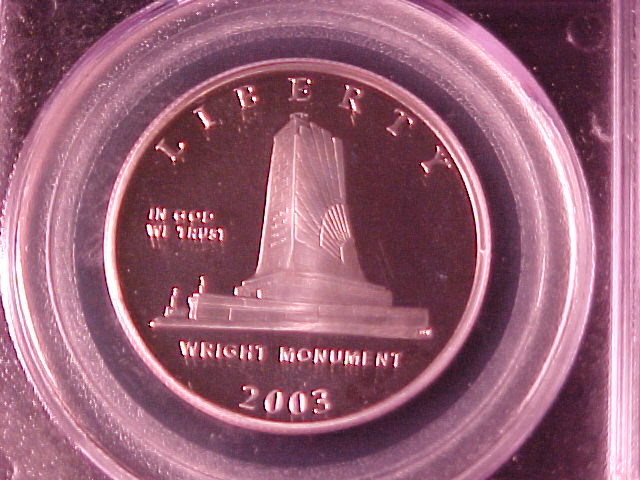 LIBERTY
IN GOD
WE TRUST
WRIGHT MONUMENT
2003